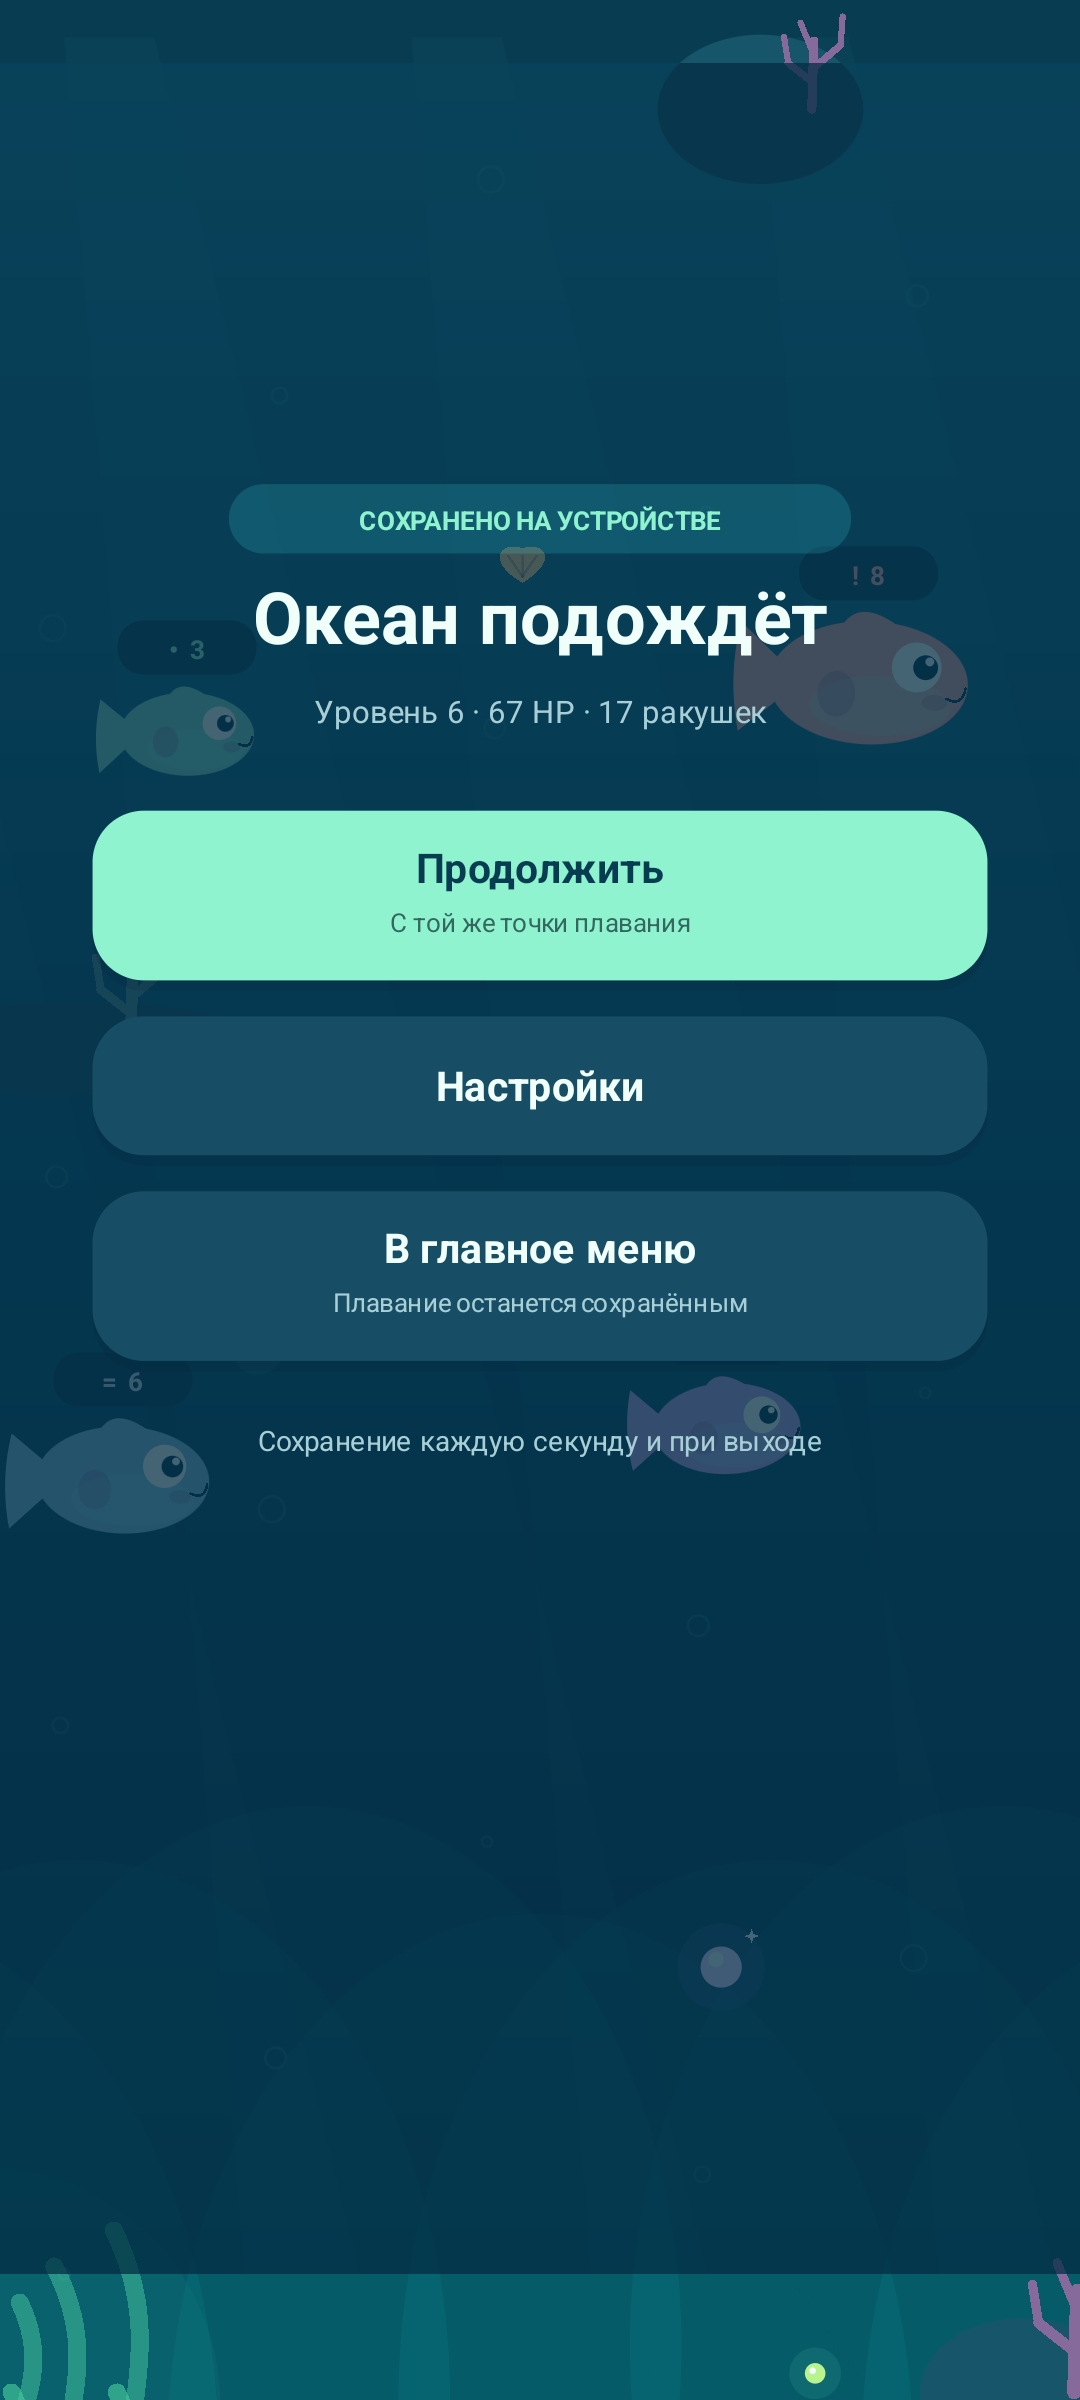 СОХРАНЕНО НА УСТРОЙСТВЕ
! 8
Океан подождёт
• 3
Уровень 6 · 67 HP · 17 ракушек
Продолжить
С той же точки плавания
Настройки
В главное меню
Плавание останется сохранённым
= 6
Сохранение каждую секунду и при выходе